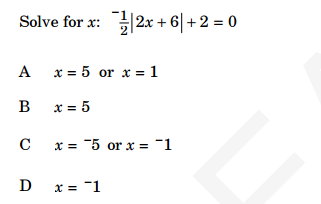 Solve for x: ⁻½|2x + 6| + 2 = 0
A x = 5 or x = 1
B x = 5
C x = ⁻5 or x = ⁻1
D x = ⁻1